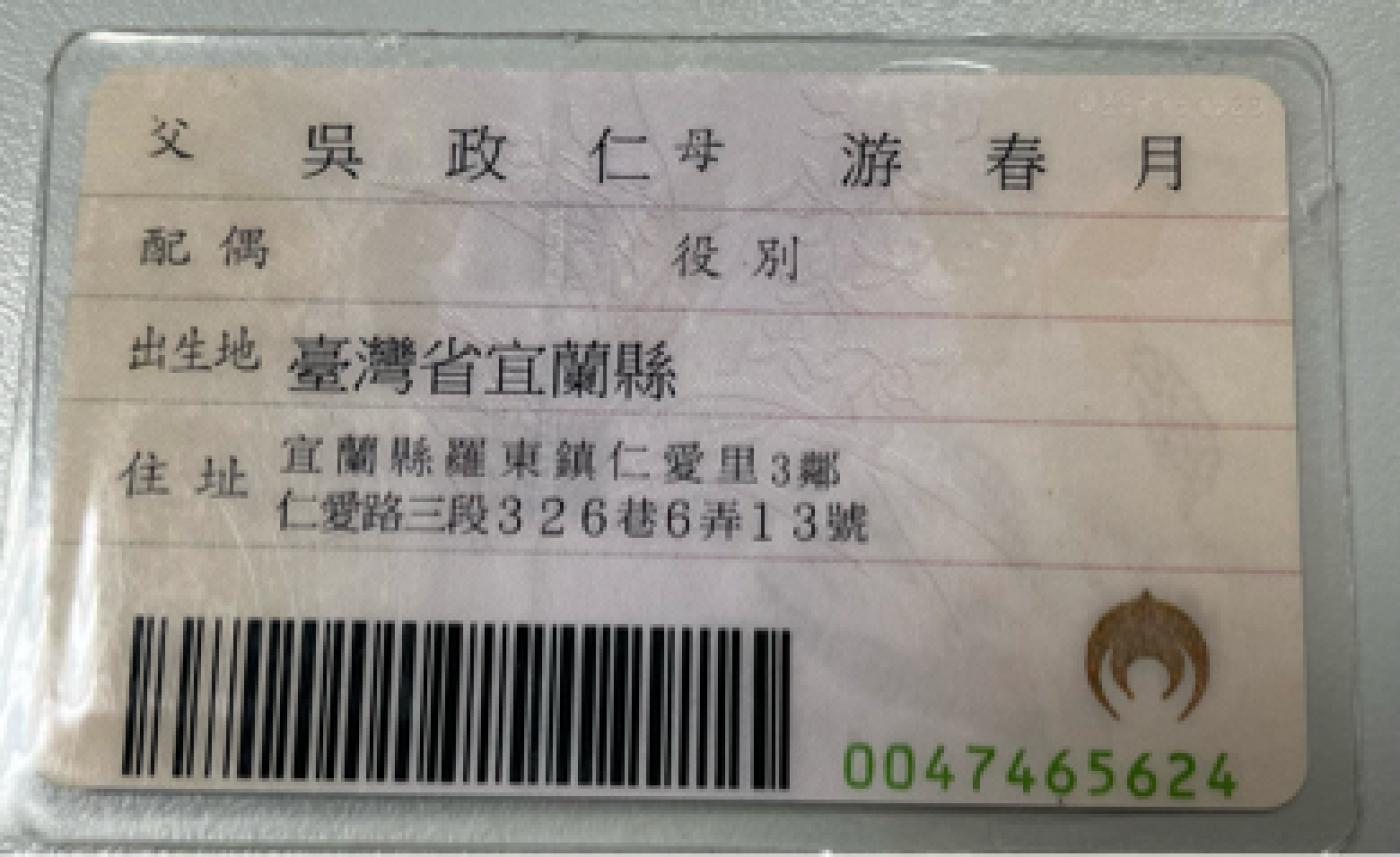 父 吳政仁 母 游春月
配偶 役別
出生地 臺灣省宜蘭縣
住址 宜蘭縣羅東鎮仁愛里3鄰
仁愛路三段326巷6弄13號
0047465624